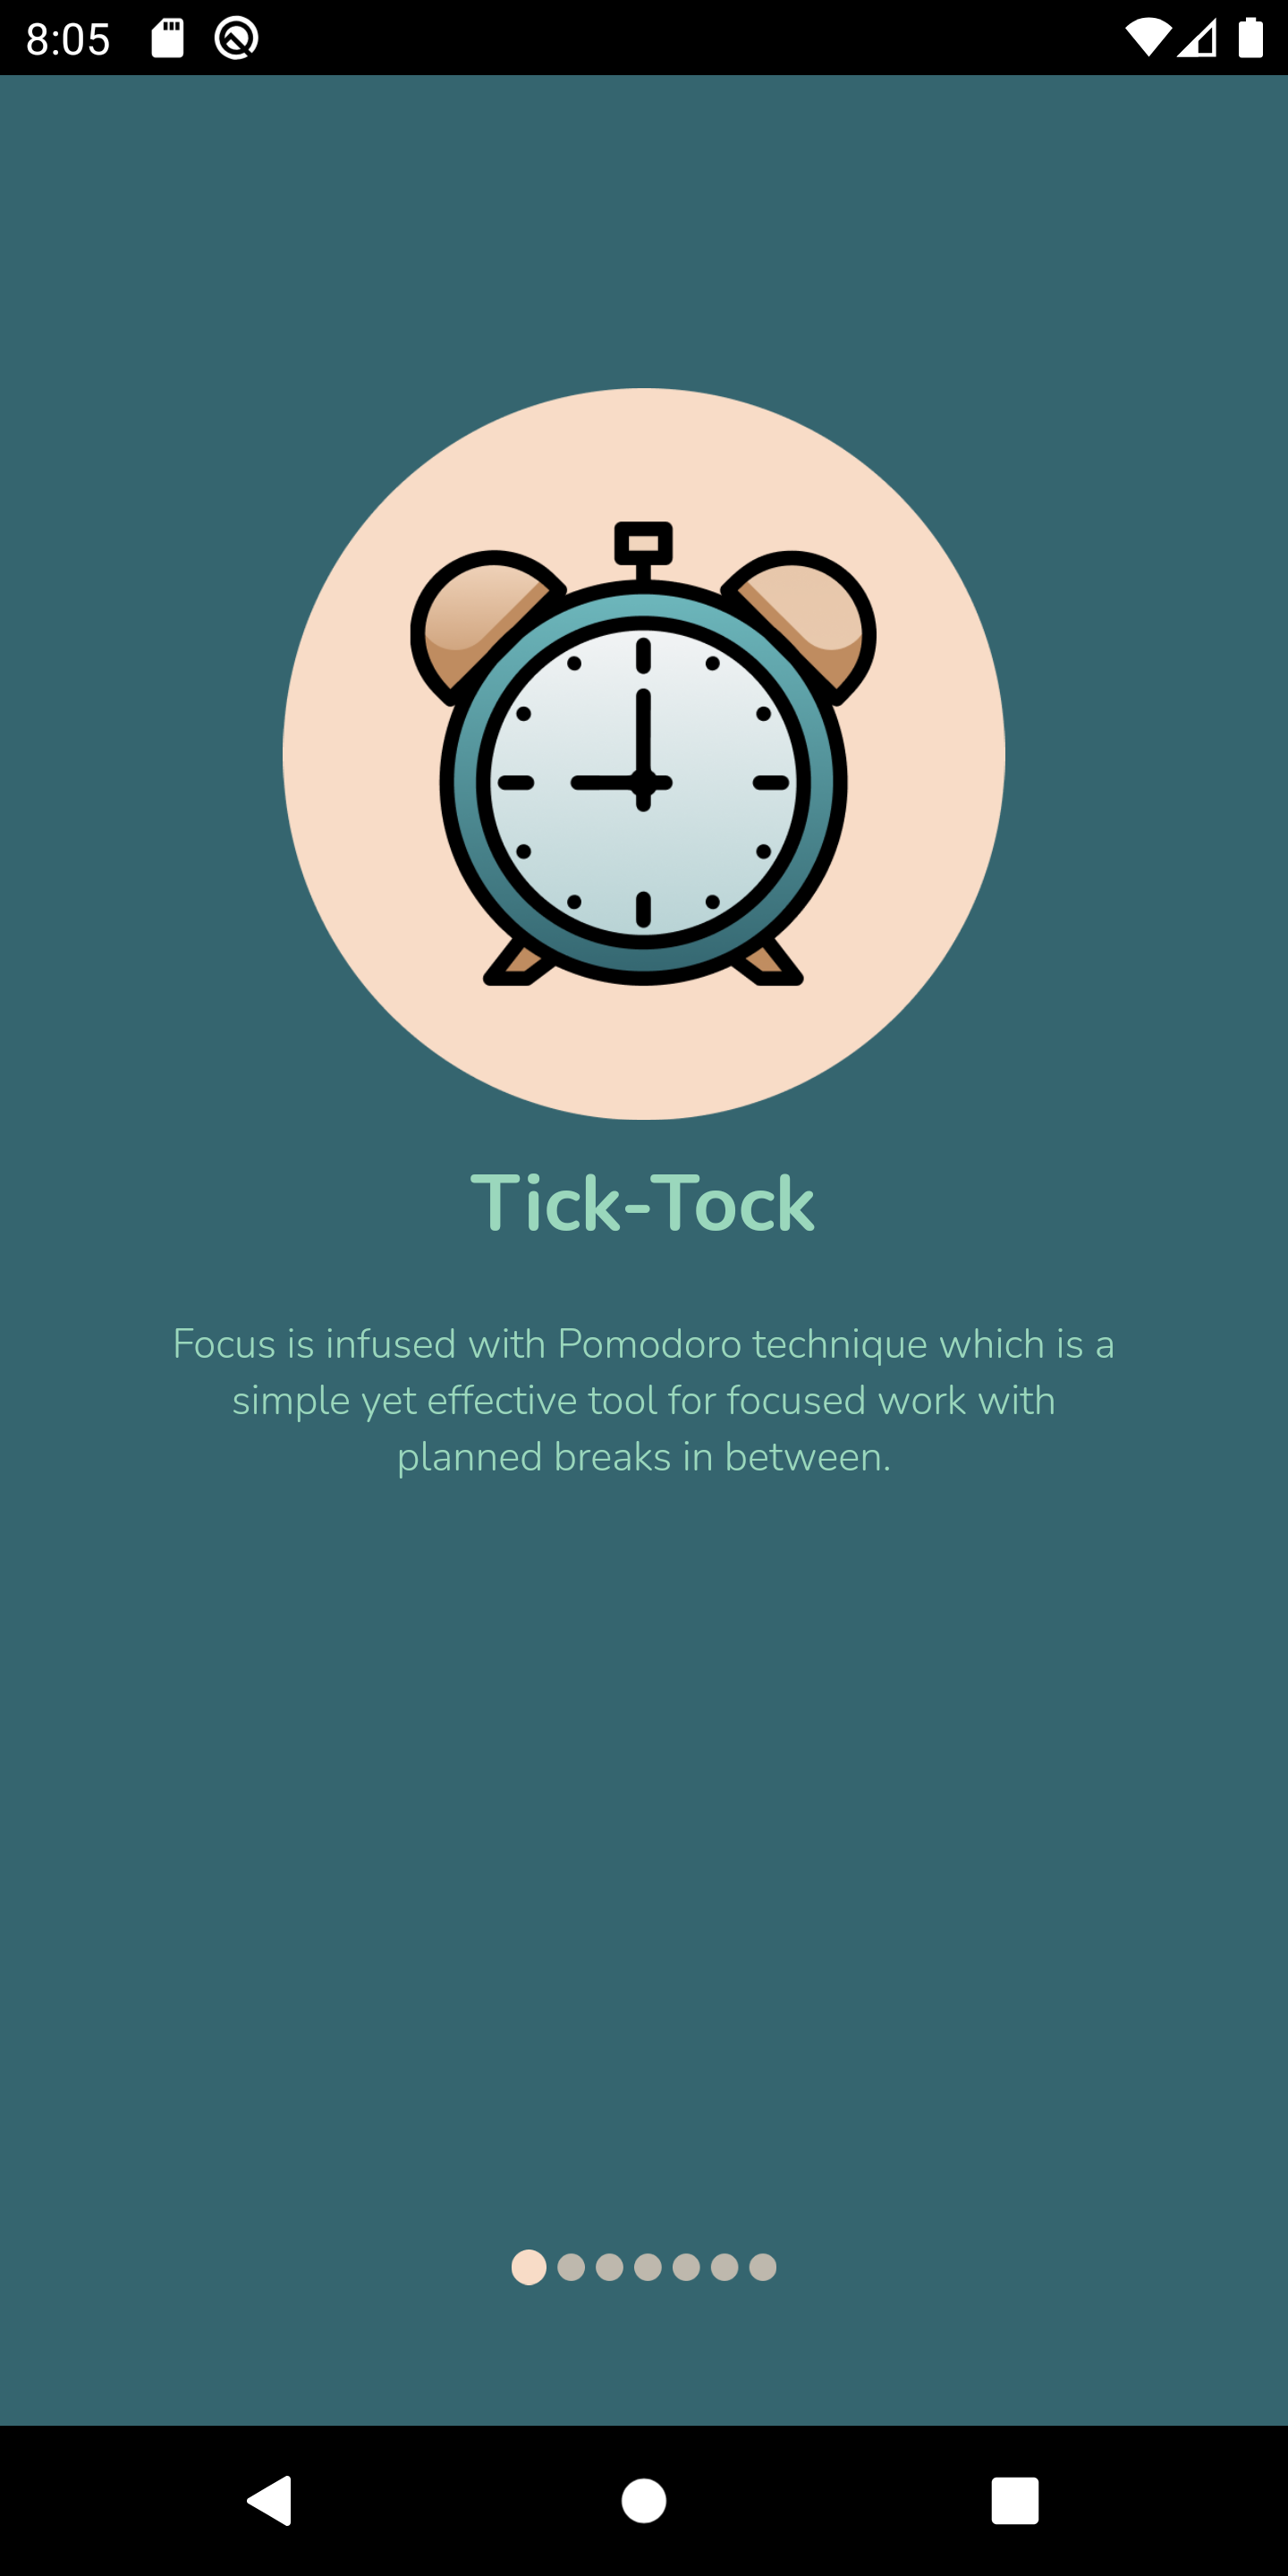 8:05
Tick-Tock
Focus is infused with Pomodoro technique which is a
simple yet effective tool for focused work with
planned breaks in between.